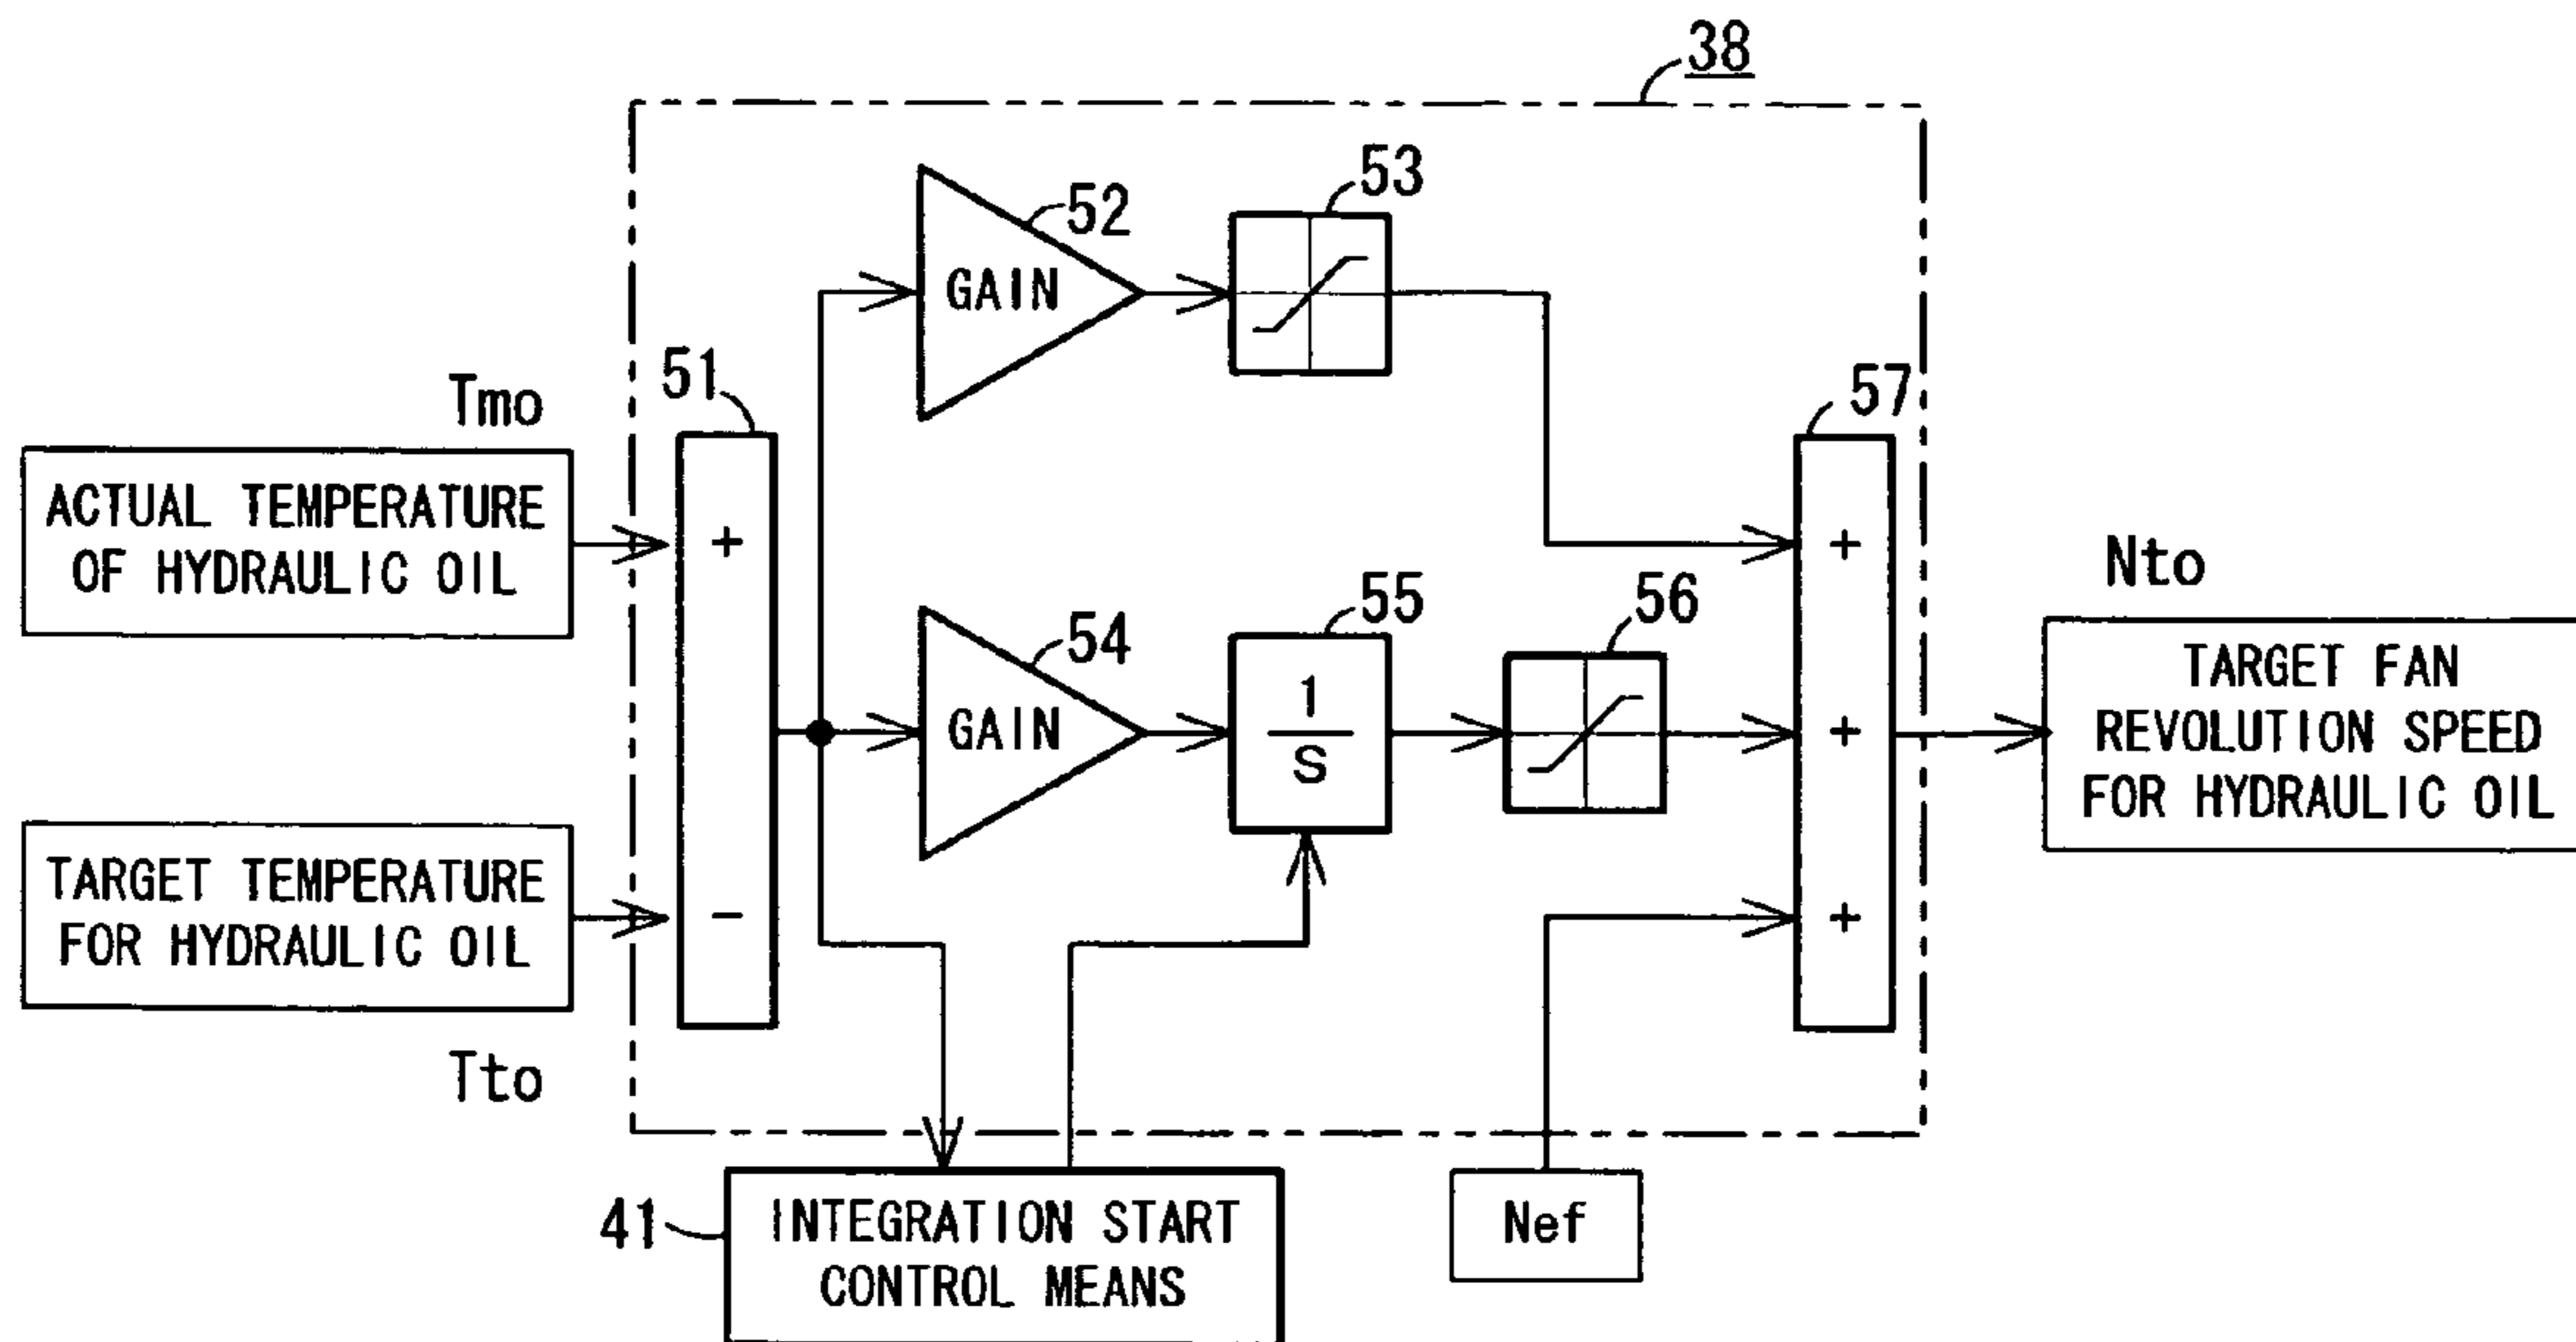 38
53
52
GAIN
51
57
Tmo
ACTUAL TEMPERATURE
OF HYDRAULIC OIL
+
+
Nto
55
56
54
GAIN
1
S
+
TARGET FAN
REVOLUTION SPEED
FOR HYDRAULIC OIL
TARGET TEMPERATURE
FOR HYDRAULIC OIL
-
+
Tto
41
INTEGRATION START
CONTROL MEANS
Nef